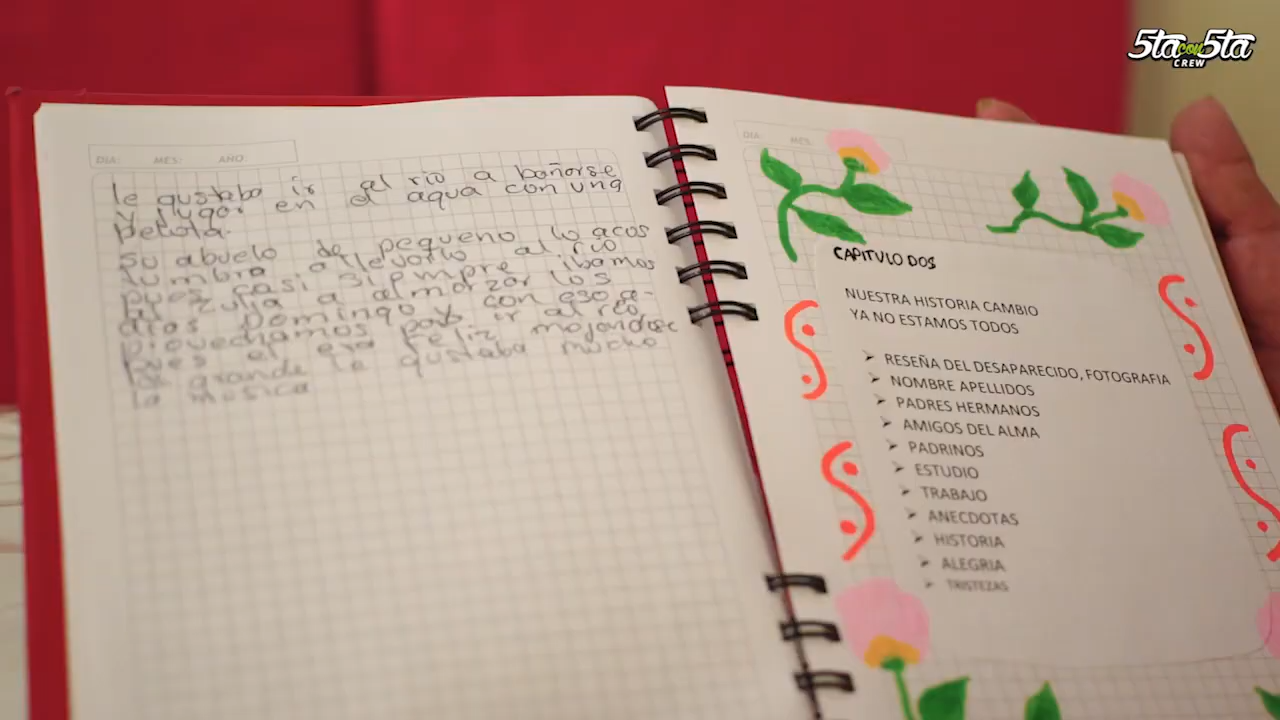 5ta con 5ta
CREW
DIA: MES: AÑO:
le gustaba ir al rio a bañarse
y jugar en el agua con una
pelota.
su abuelo de pequeño lo acos
tumbra a llevarlo al rio
pues casi siempre ibamos
al zulia a almorzar los
dias Domingo y con eso a-
provechamos para ir al rio
pues el era feliz mojandose
ya grande le gustaba mucho
la musica
DIA: MES:
CAPITULO DOS
NUESTRA HISTORIA CAMBIO
YA NO ESTAMOS TODOS
➢ RESEÑA DEL DESAPARECIDO, FOTOGRAFIA
➢ NOMBRE APELLIDOS
➢ PADRES HERMANOS
➢ AMIGOS DEL ALMA
➢ PADRINOS
➢ ESTUDIO
➢ TRABAJO
➢ ANECDOTAS
➢ HISTORIA
➢ ALEGRIA
➢ TRISTEZAS